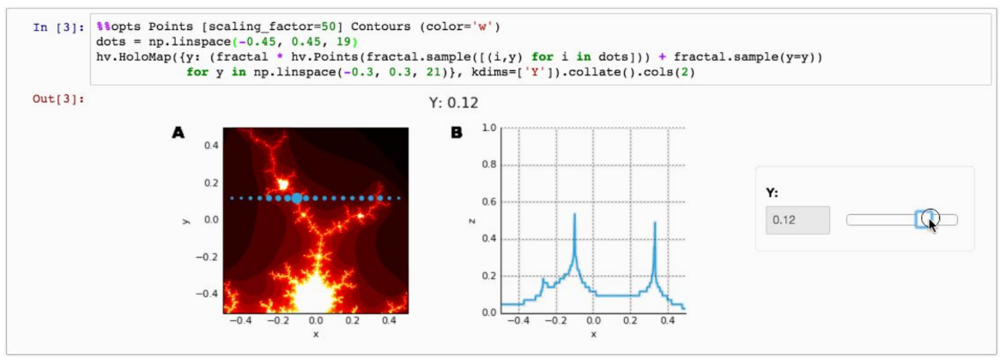 In [3]: %%opts Points [scaling_factor=50] Contours (color='w')
dots = np.linspace(-0.45, 0.45, 19)
hv.HoloMap({y: (fractal * hv.Points(fractal.sample([(i,y) for i in dots])) + fractal.sample(y=y))
for y in np.linspace(-0.3, 0.3, 21)}, kdims=['Y']).collate().cols(2)
Out[3]:
Y: 0.12
A
0.4
0.2
0.0
−0.2
−0.4
y
−0.4 −0.2 0.0 0.2 0.4
x
B
1.0
0.8
0.6
0.4
0.2
0.0
z
−0.4 −0.2 0.0 0.2 0.4
x
Y:
0.12